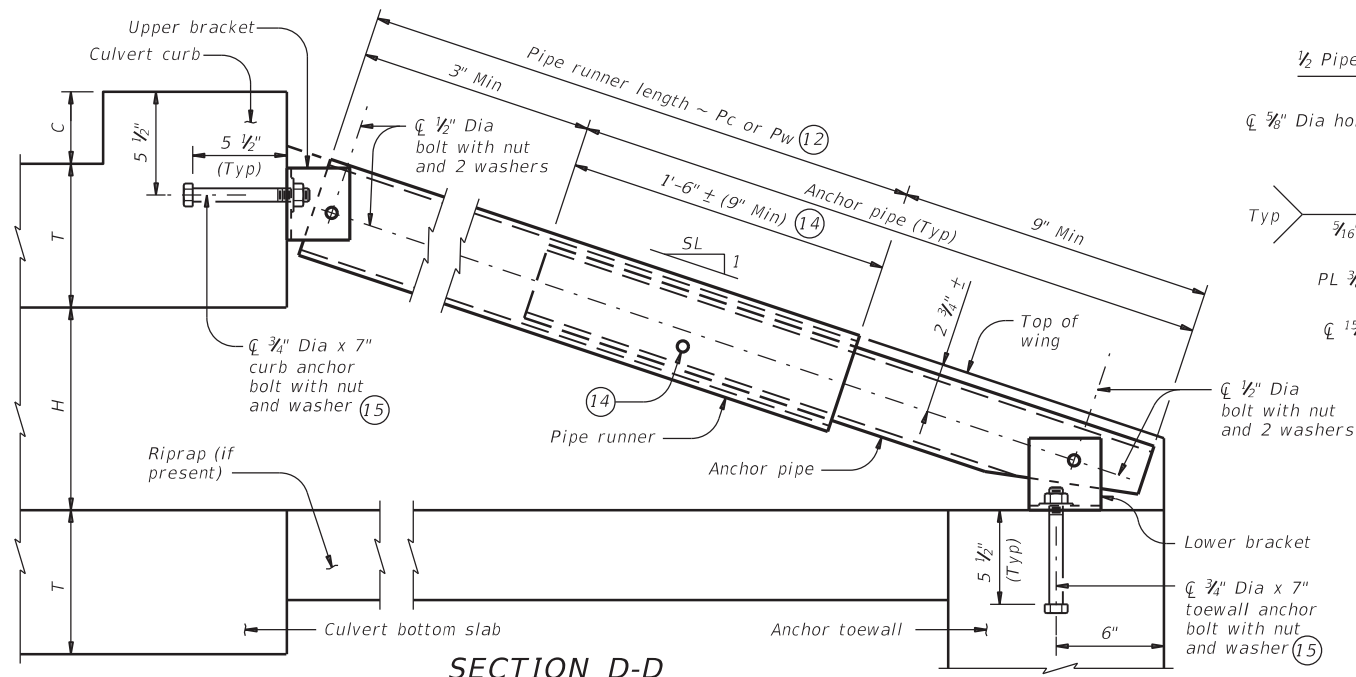 Upper bracket
Culvert curb
Pipe runner length ~ Pc or Pw 12
3" Min
℄ ½" Dia
bolt with nut
and 2 washers
1'-6" ± (9" Min) 14
Anchor pipe (Typ)
9" Min
C
5 ½"
5 ½"
(Typ)
T
SL
1
2 ¾" ±
Top of
wing
℄ ¾" Dia x 7"
curb anchor
bolt with nut
and washer 15
H
14
Pipe runner
Anchor pipe
℄ ½" Dia
bolt with nut
and 2 washers
Riprap (if
present)
5 ½"
(Typ)
Lower bracket
T
℄ ¾" Dia x 7"
toewall anchor
bolt with nut
and washer 15
6"
Culvert bottom slab
Anchor toewall
SECTION D-D
½ Pipe
℄ ⅝" Dia
Typ
5/16"
PL
℄